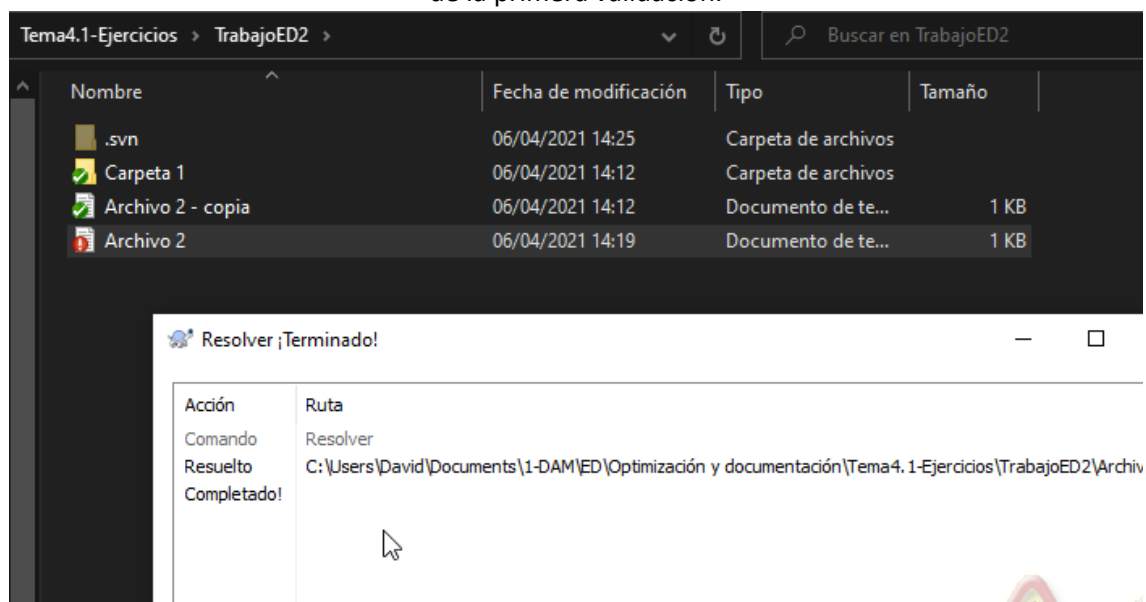 de la primera validación.
Tema4.1-Ejercicios > TrabajoED2 >
Buscar en TrabajoED2
Nombre Fecha de modificación Tipo Tamaño
.svn 06/04/2021 14:25 Carpeta de archivos
Carpeta 1 06/04/2021 14:12 Carpeta de archivos
Archivo 2 - copia 06/04/2021 14:12 Documento de te... 1 KB
Archivo 2 06/04/2021 14:19 Documento de te... 1 KB
Resolver ¡Terminado!
Acción Ruta
Comando Resolver
Resuelto C:\Users\David\Documents\1-DAM\ED\Optimización y documentación\Tema4.1-Ejercicios\TrabajoED2\Archiv
Completado!